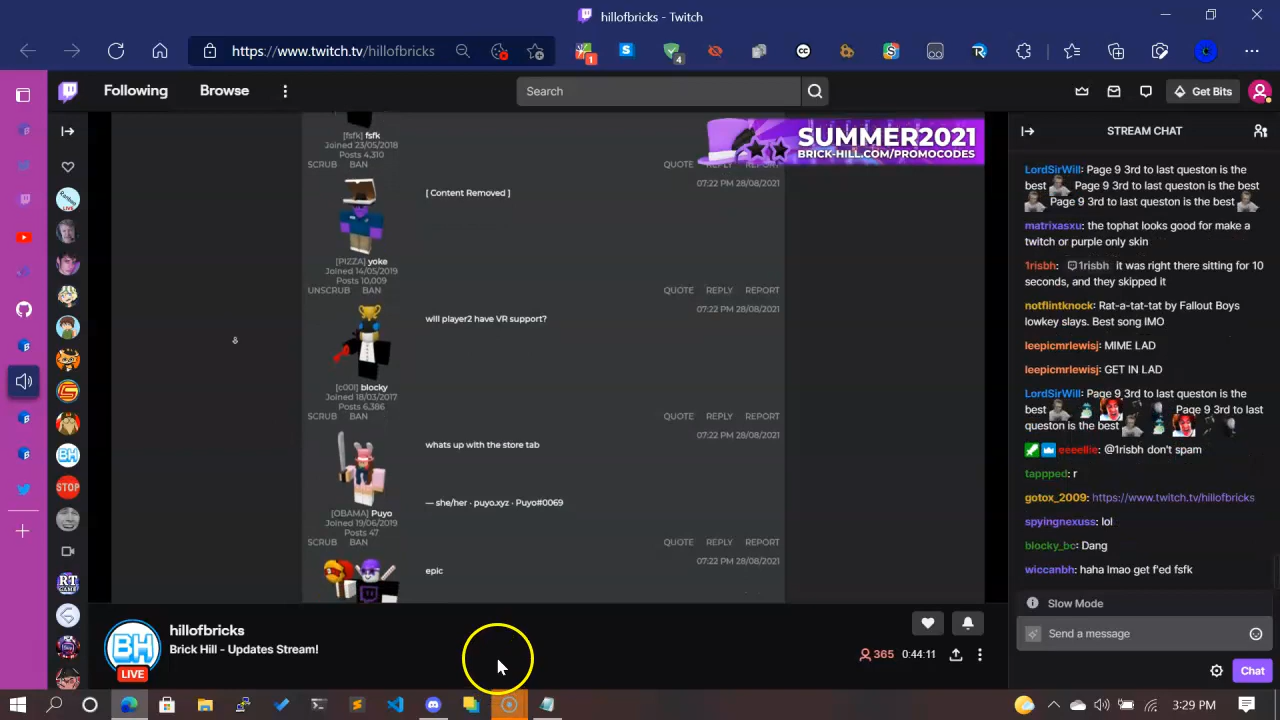 hillofbricks - Twitch
https://www.twitch.tv/hillofbricks
1
4
Following
Browse
Search
Get Bits
[fsfk] fsfk
Joined 23/05/2018
Posts 4,310
SCRUB BAN
QUOTE REPLY REPORT
SUMMER2021
BRICK-HILL.COM/PROMOCODES
07:22 PM 28/08/2021
[ Content Removed ]
[PIZZA] yoke
Joined 14/05/2019
Posts 10,009
UNSCRUB BAN
QUOTE REPLY REPORT
07:22 PM 28/08/2021
will player2 have VR support?
[c001] blocky
Joined 18/03/2017
Posts 6,386
SCRUB BAN
QUOTE REPLY REPORT
07:22 PM 28/08/2021
whats up with the store tab
— she/her · puyo.xyz · Puyo#0069
[OBAMA] Puyo
Joined 19/06/2019
Posts 47
SCRUB BAN
QUOTE REPLY REPORT
07:22 PM 28/08/2021
epic
BH
LIVE
hillofbricks
Brick Hill - Updates Stream!
365
0:44:11
STREAM CHAT
LordSirWill: Page 9 3rd to last queston is the
best Page 9 3rd to last queston is the
best Page 9 3rd to last queston is the best
matrixasxu: the tophat looks good for make a
twitch or purple only skin
1risbh: 1risbh it was right there sitting for 10
seconds, and they skipped it
notflintknock: Rat-a-tat-tat by Fallout Boys
lowkey slays. Best song IMO
leepicmrlewisj: MIME LAD
leepicmrlewisj: GET IN LAD
LordSirWill: Page 9 3rd to last queston is the
best Page 9 3rd to last
queston is the best
eeeellie: @1risbh don't spam
tappped: r
gotox_2009: https://www.twitch.tv/hillofbricks
spyingnexuss: lol
blocky_bc: Dang
wiccanbh: haha lmao get f'ed fsfk
Slow Mode
Send a message
Chat
STOP
BH
RT
GAME
3:29 PM